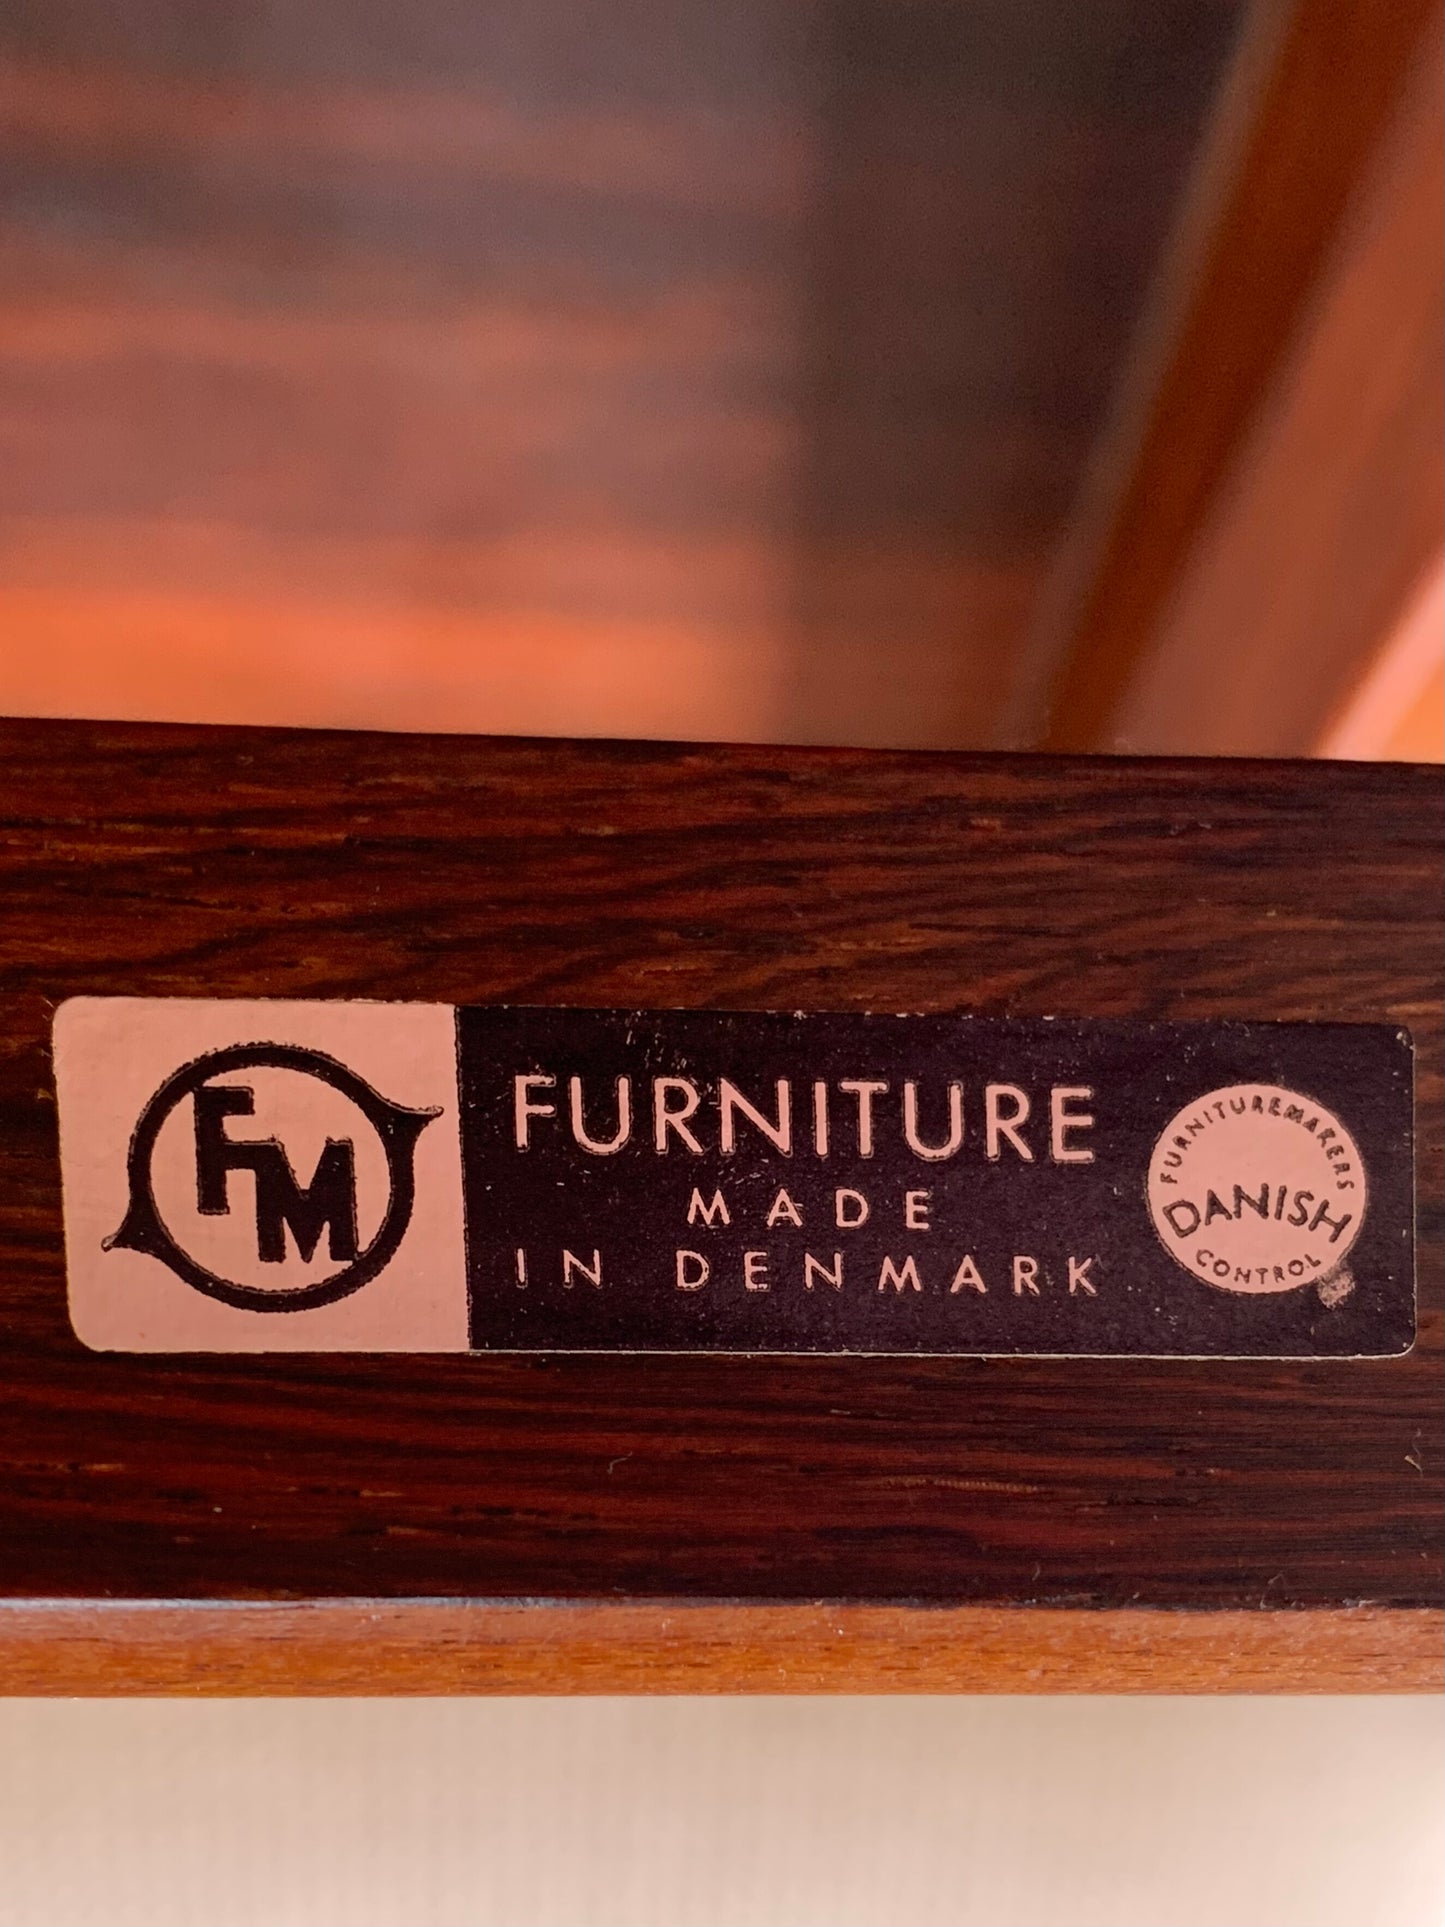 FM
FURNITURE
MADE
IN DENMARK
FURNITUREMAKERS
DANISH
CONTROL